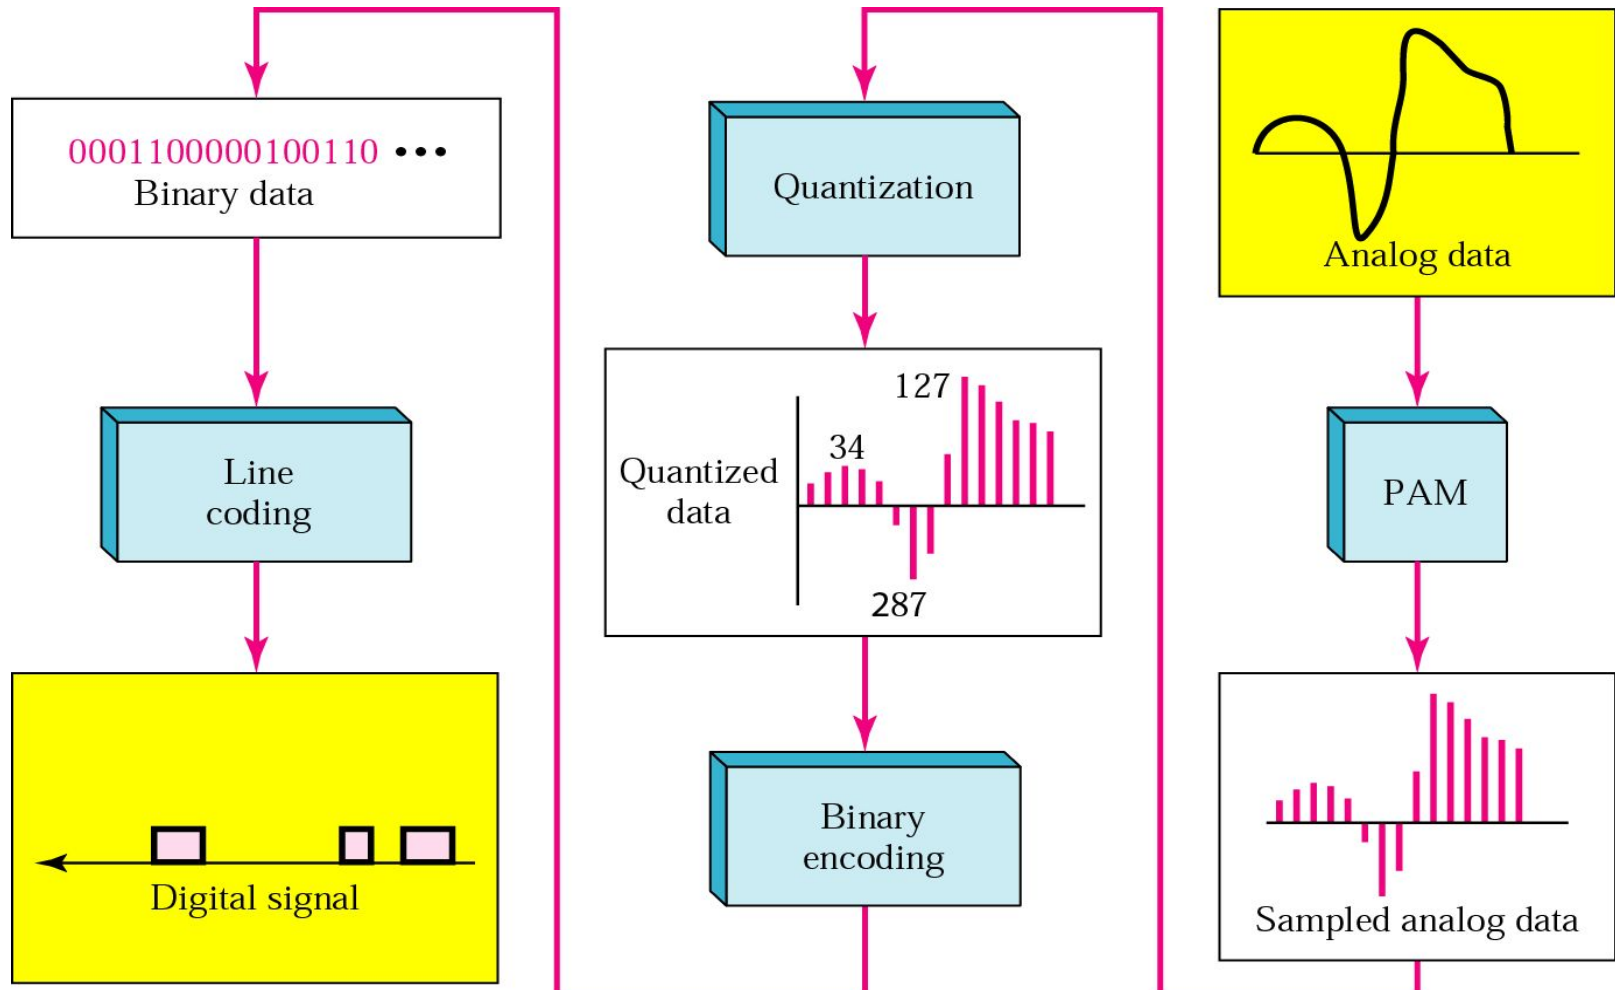 0001100000100110 •••
Binary data
Line
coding
Digital signal
Quantization
127
34
Quantized
data
287
Binary
encoding
Analog data
PAM
Sampled analog data